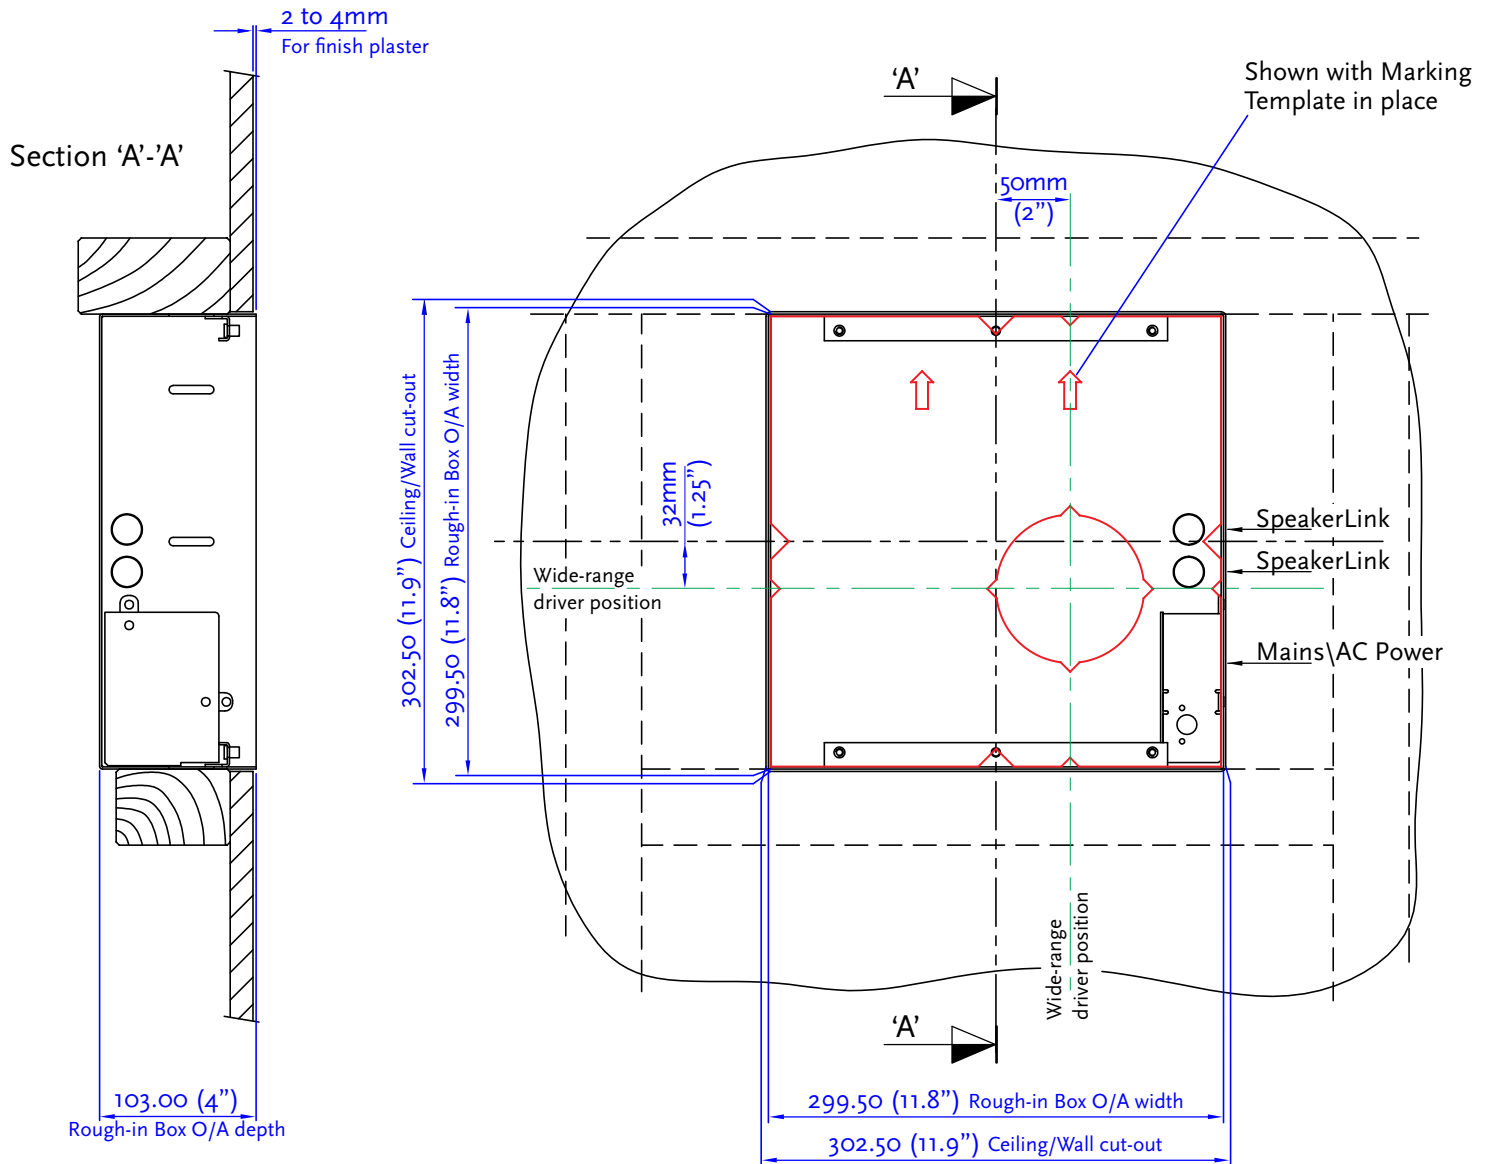 2 to 4mm
For finish plaster
Section ‘A’-’A’
‘A’
Shown with Marking
Template in place
50mm
(2”)
302.50 (11.9”) Ceiling/Wall cut-out
299.50 (11.8”) Rough-in Box O/A width
32mm
(1.25”)
Wide-range
driver position
SpeakerLink
SpeakerLink
Mains\AC Power
Wide-range
driver position
‘A’
103.00 (4”)
Rough-in Box O/A depth
299.50 (11.8”) Rough-in Box O/A width
302.50 (11.9”) Ceiling/Wall cut-out